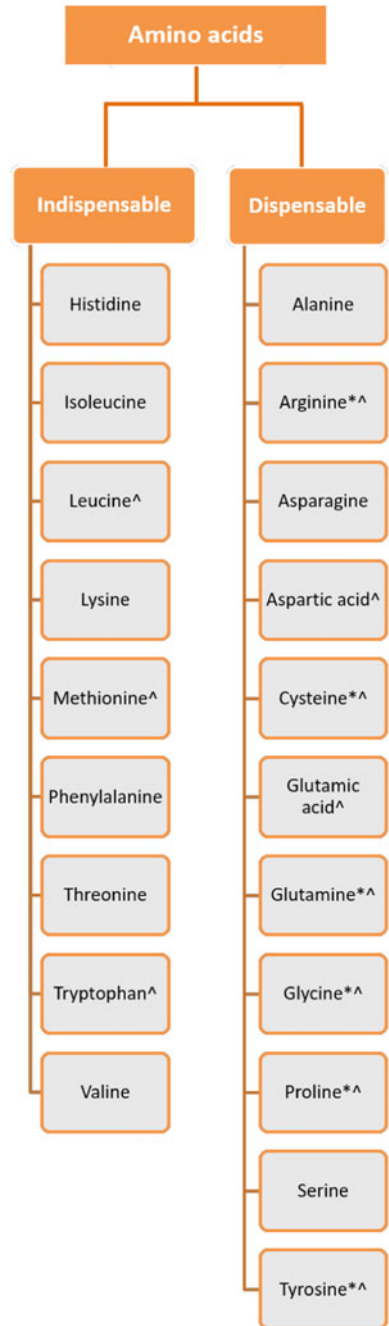 Amino acids
Indispensable
Histidine
Isoleucine
Leucine^
Lysine
Methionine^
Phenylalanine
Threonine
Tryptophan^
Valine
Dispensable
Alanine
Arginine*^
Asparagine
Aspartic acid^
Cysteine*^
Glutamic
acid^
Glutamine*^
Glycine*^
Proline*^
Serine
Tyrosine*^